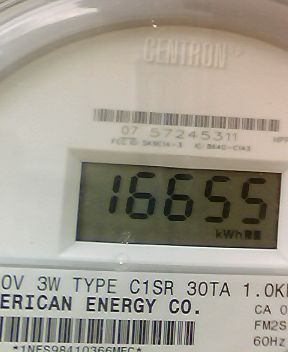 CENTRON
07 57245311
16655
kWh
0V 3W TYPE C1SR 30TA 1.0K
ERICAN ENERGY CO.
CA 0
FM2S
60Hz
*1NES98410366MEC*